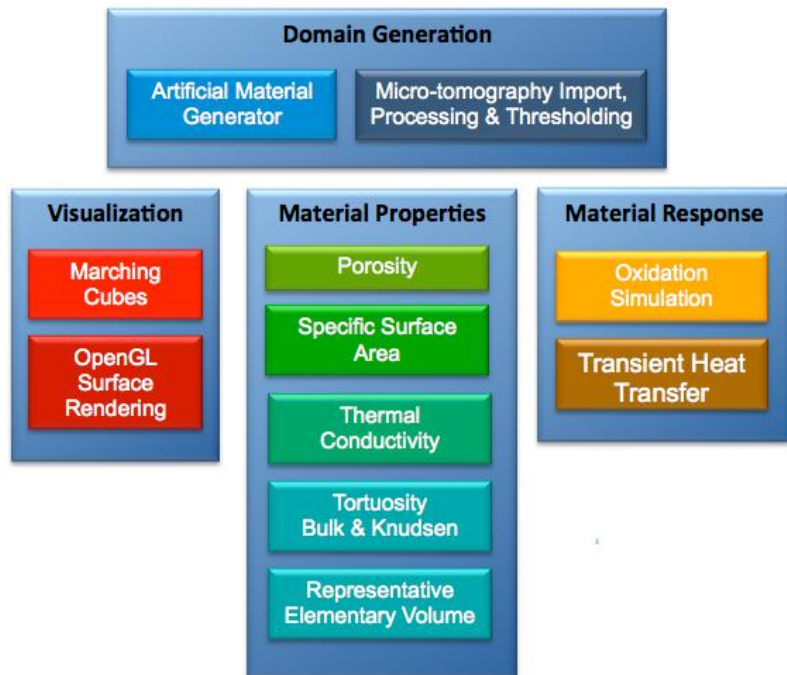 Domain Generation
Artificial Material
Generator
Micro-tomography Import,
Processing & Thresholding
Visualization
Marching
Cubes
OpenGL
Surface
Rendering
Material Properties
Porosity
Specific Surface
Area
Thermal
Conductivity
Tortuosity
Bulk & Knudsen
Representative
Elementary Volume
Material Response
Oxidation
Simulation
Transient Heat
Transfer